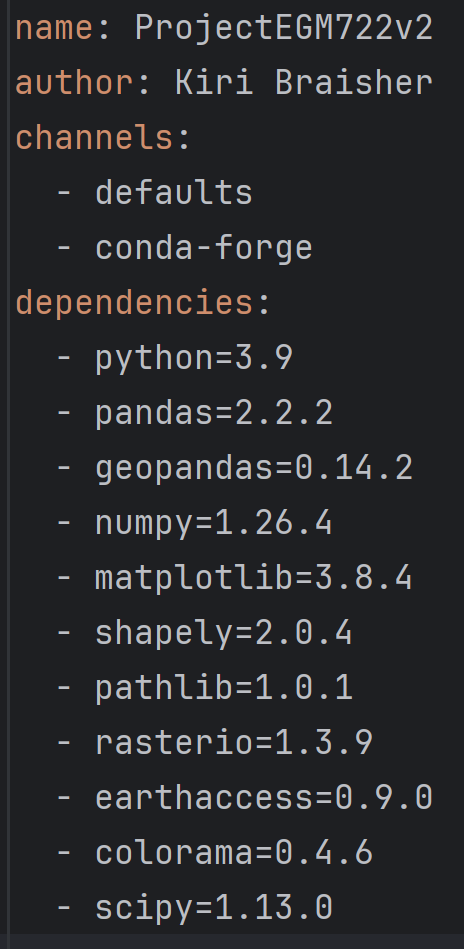 name: ProjectEGM722v2
author: Kiri Braisher
channels:
  - defaults
  - conda-forge
dependencies:
  - python=3.9
  - pandas=2.2.2
  - geopandas=0.14.2
  - numpy=1.26.4
  - matplotlib=3.8.4
  - shapely=2.0.4
  - pathlib=1.0.1
  - rasterio=1.3.9
  - earthaccess=0.9.0
  - colorama=0.4.6
  - scipy=1.13.0